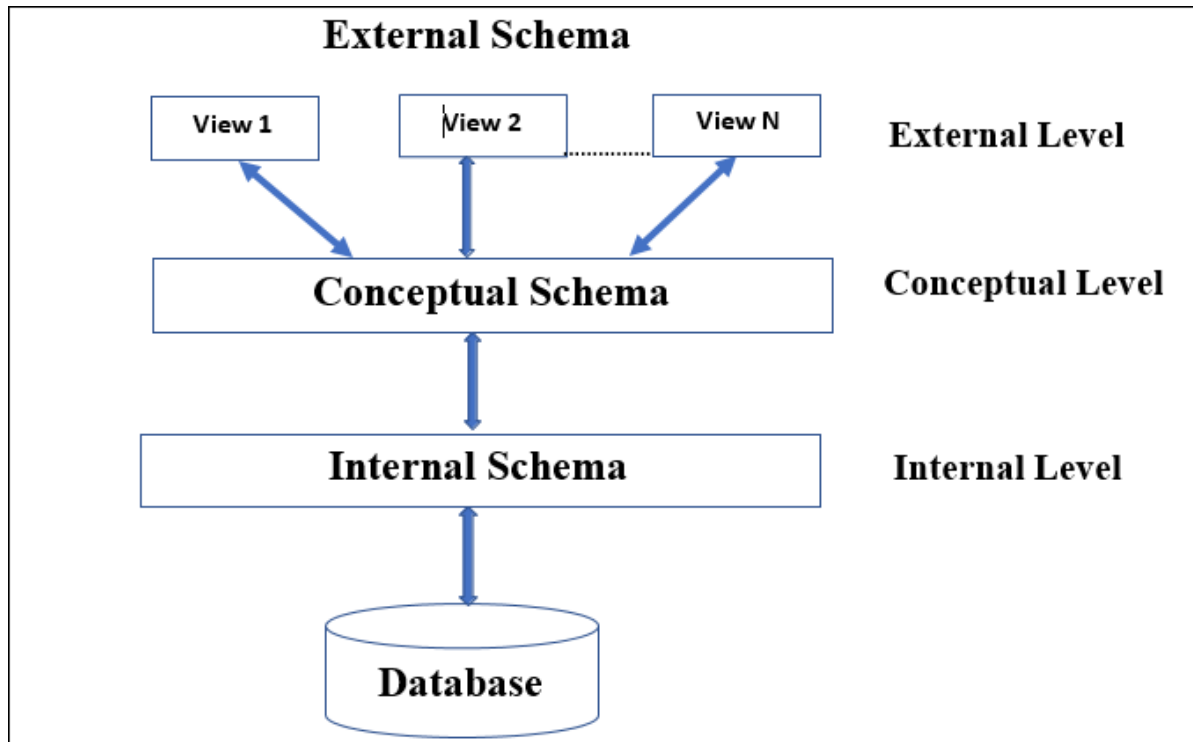 External Schema
View 1
View 2
View N
External Level
Conceptual Schema
Conceptual Level
Internal Schema
Internal Level
Database